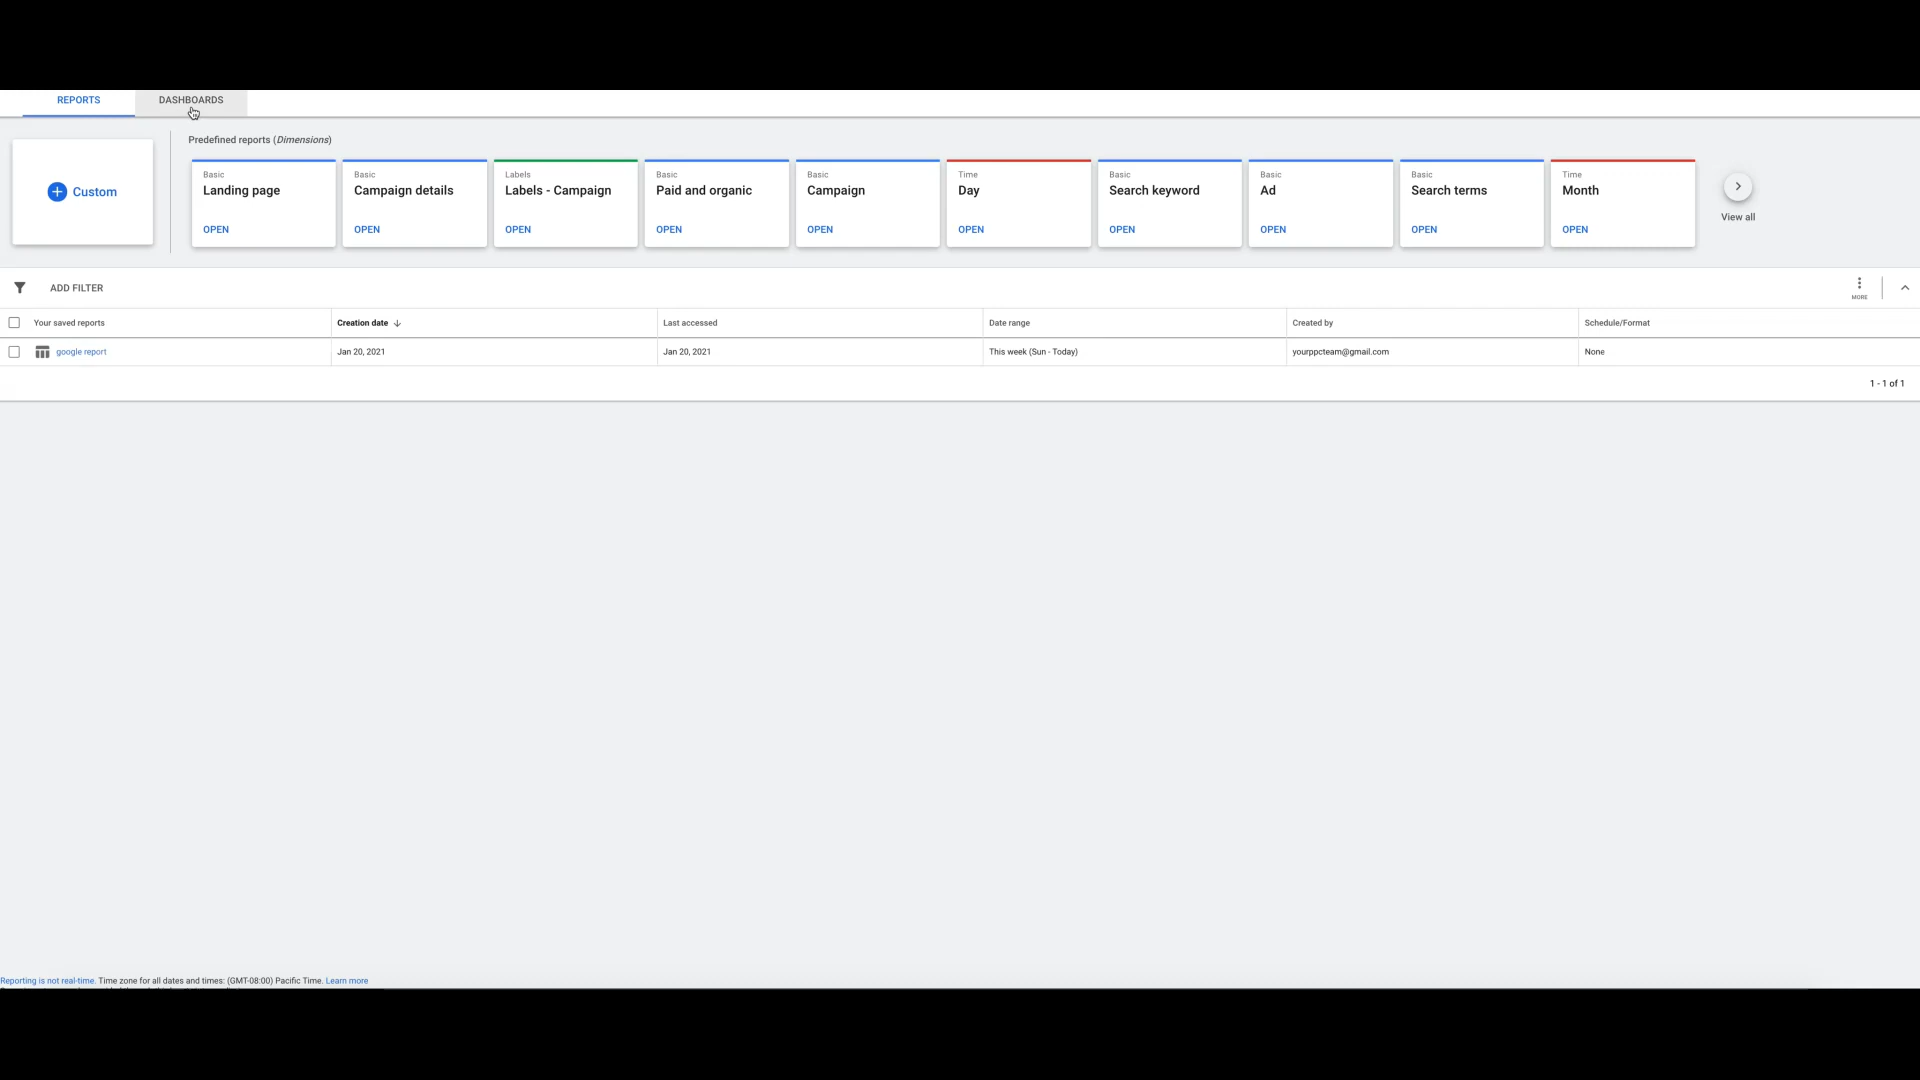 REPORTS
DASHBOARDS
Predefined reports (Dimensions)
Custom
Basic
Landing page
OPEN
Basic
Campaign details
OPEN
Labels
Labels - Campaign
OPEN
Basic
Paid and organic
OPEN
Basic
Campaign
OPEN
Time
Day
OPEN
Basic
Search keyword
OPEN
Basic
Ad
OPEN
Basic
Search terms
OPEN
Time
Month
OPEN
View all
ADD FILTER
MORE
Your saved reports
Creation date
Last accessed
Date range
Created by
Schedule/Format
google report
Jan 20, 2021
Jan 20, 2021
This week (Sun - Today)
yourppcteam@gmail.com
None
1 - 1 of 1
Reporting is not real-time. Time zone for all dates and times: (GMT-08:00) Pacific Time. Learn more